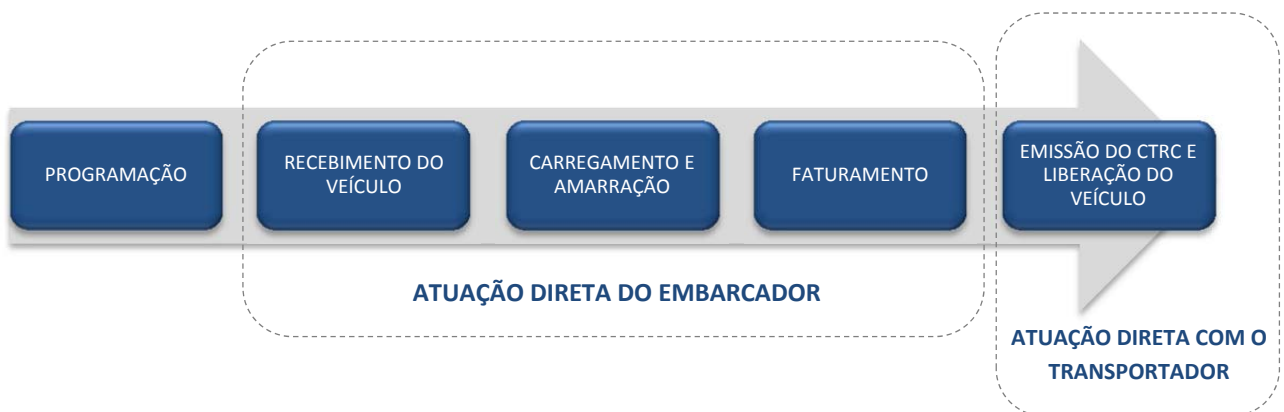 PROGRAMAÇÃO
RECEBIMENTO DO
VEÍCULO
CARREGAMENTO E
AMARRAÇÃO
FATURAMENTO
EMISSÃO DO CTRC E
LIBERAÇÃO DO
VEÍCULO
ATUAÇÃO DIRETA DO EMBARCADOR
ATUAÇÃO DIRETA COM O
TRANSPORTADOR